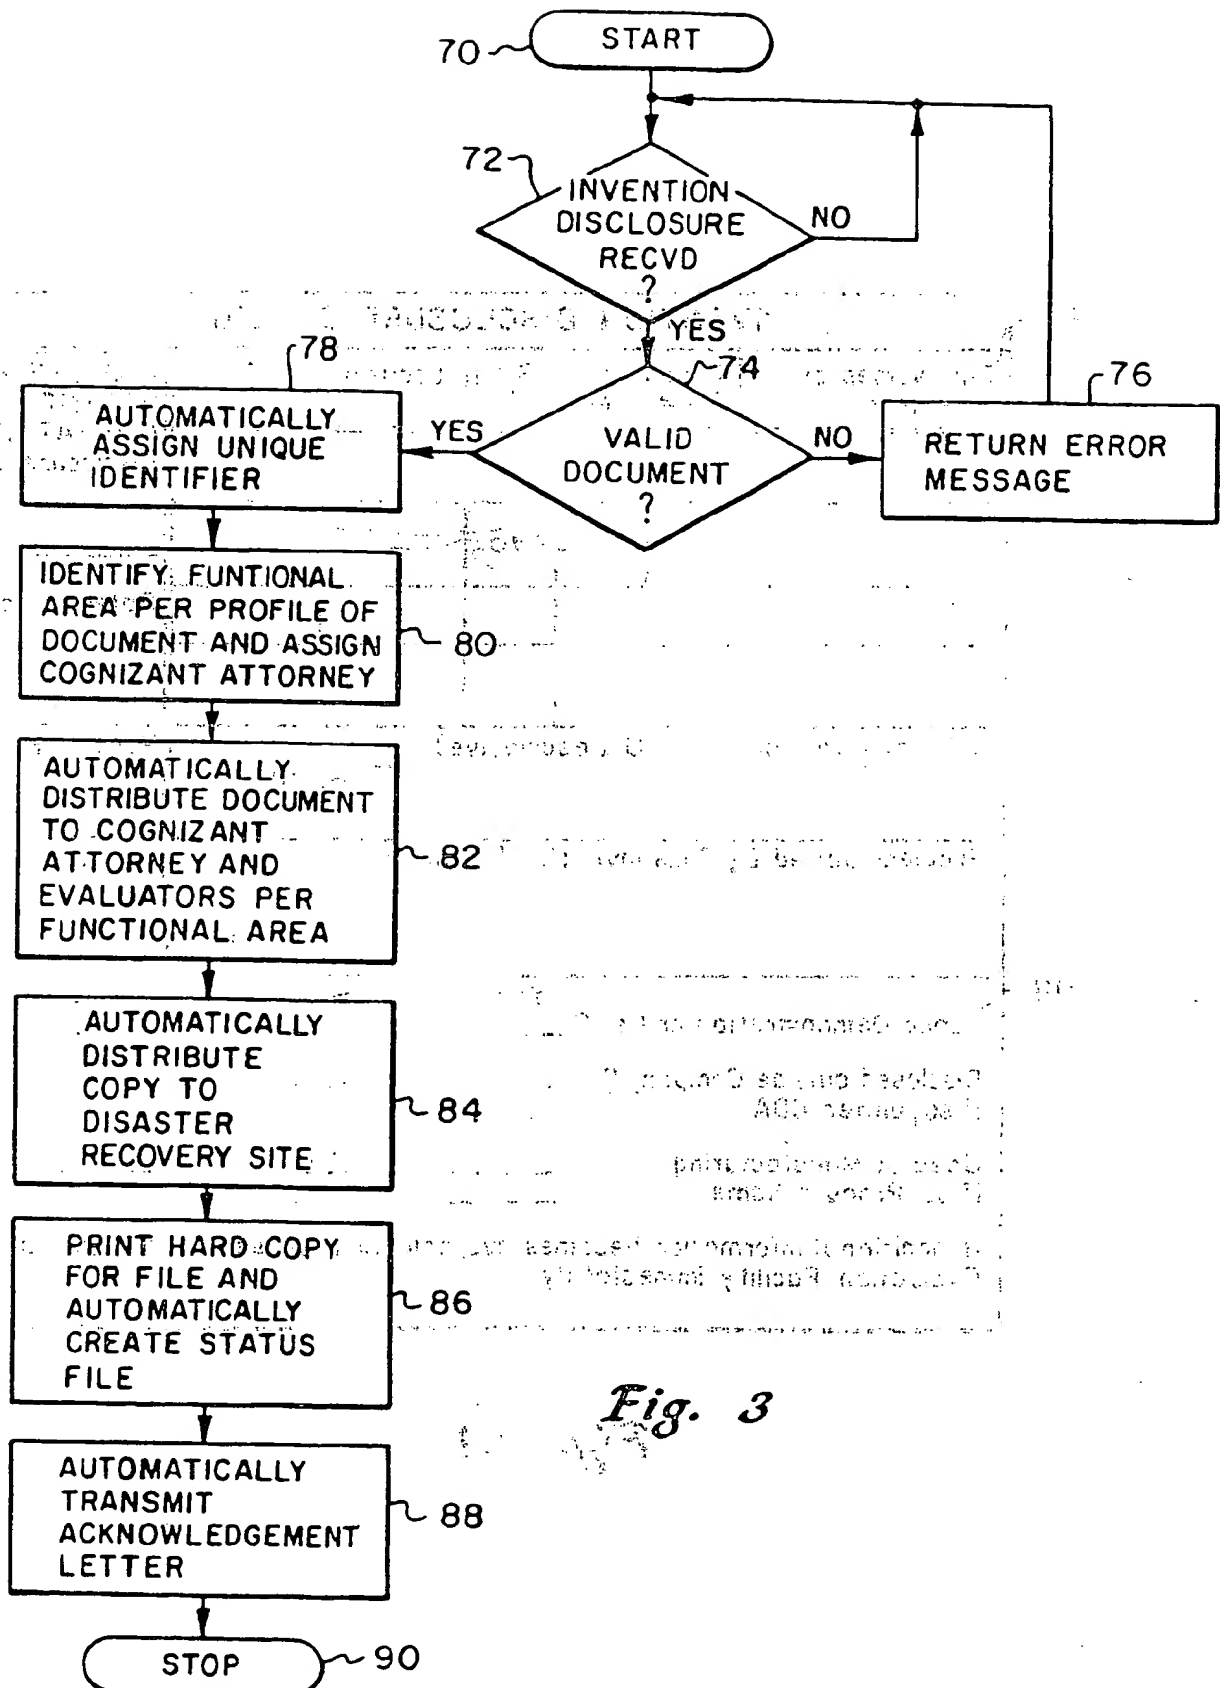 70
START
72
INVENTION
DISCLOSURE
RECVD
?
NO
YES
74
VALID
DOCUMENT
?
NO
YES
76
RETURN ERROR
MESSAGE
78
AUTOMATICALLY
ASSIGN UNIQUE
IDENTIFIER
IDENTIFY FUNTIONAL
AREA PER PROFILE OF
DOCUMENT AND ASSIGN
COGNIZANT ATTORNEY
80
AUTOMATICALLY
DISTRIBUTE DOCUMENT
TO COGNIZANT
ATTORNEY AND
EVALUATORS PER
FUNCTIONAL AREA
82
AUTOMATICALLY
DISTRIBUTE
COPY TO
DISASTER
RECOVERY SITE
84
PRINT HARD COPY
FOR FILE AND
AUTOMATICALLY
CREATE STATUS
FILE
86
AUTOMATICALLY
TRANSMIT
ACKNOWLEDGEMENT
LETTER
88
STOP
90
Fig. 3